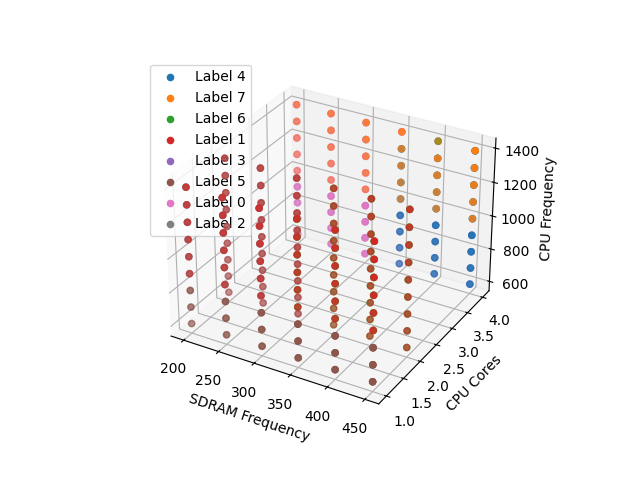 Label 4
Label 7
Label 6
Label 1
Label 3
Label 5
Label 0
Label 2
1400
1200
1000
800
600
CPU Frequency
4.0
3.5
3.0
2.5
2.0
1.5
1.0
CPU Cores
200
250
300
350
400
450
SDRAM Frequency